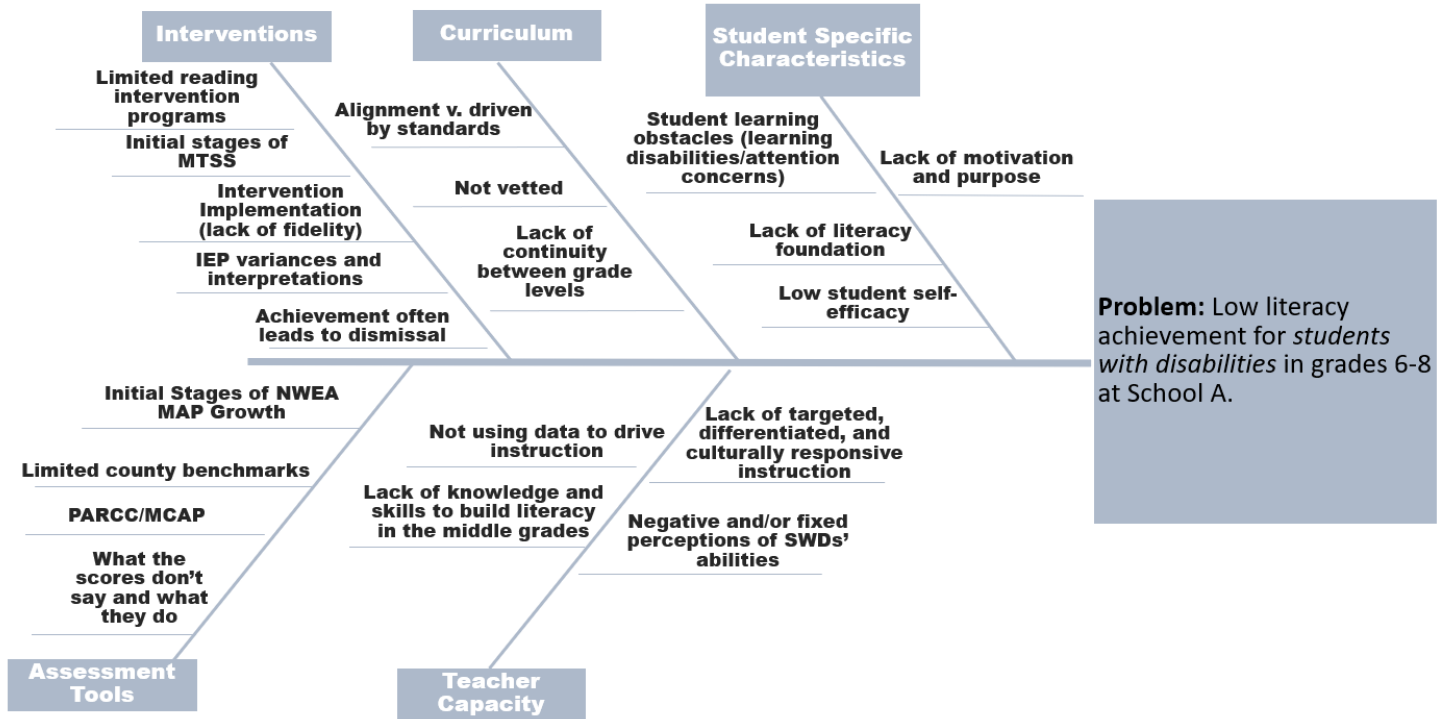 Interventions
Limited reading
intervention
programs
Initial stages of
MTSS
Intervention
Implementation
(lack of fidelity)
IEP variances and
interpretations
Achievement often
leads to dismissal
Curriculum
Alignment v. driven
by standards
Not vetted
Lack of
continuity
between grade
levels
Student Specific
Characteristics
Student learning
obstacles (learning
disabilities/attention
concerns)
Lack of literacy
foundation
Low student self-
efficacy
Lack of motivation
and purpose
Problem: Low literacy
achievement for students
with disabilities in grades 6-8
at School A.
Initial Stages of NWEA
MAP Growth
Limited county benchmarks
PARCC/MCAP
What the
scores don't
say and what
they do
Assessment
Tools
Not using data to drive
instruction
Lack of knowledge and
skills to build literacy
in the middle grades
Lack of targeted,
differentiated, and
culturally responsive
instruction
Negative and/or fixed
perceptions of SWDs'
abilities
Teacher
Capacity